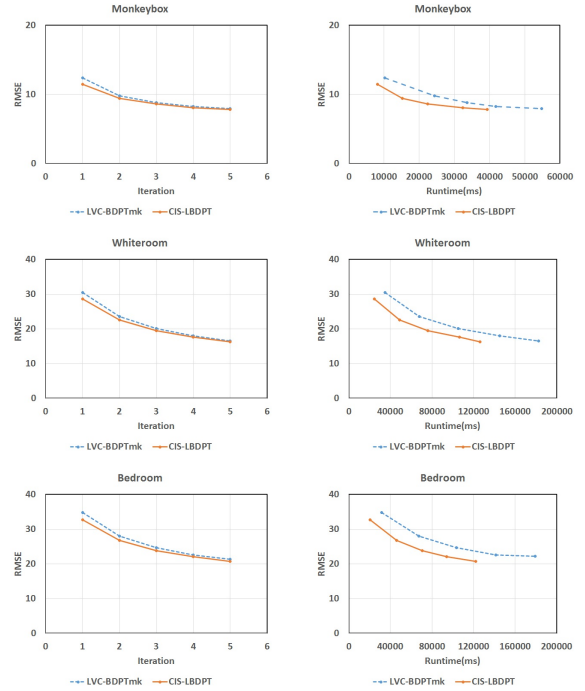 Monkeybox
20
10
0
RMSE
0 1 2 3 4 5 6
Iteration
LVC-BDPTmk CIS-LBDPT
Monkeybox
20
10
0
RMSE
0 10000 20000 30000 40000 50000 60000
Runtime(ms)
LVC-BDPTmk CIS-LBDPT
Whiteroom
40
30
20
10
0
RMSE
0 1 2 3 4 5 6
Iteration
LVC-BDPTmk CIS-LBDPT
Whiteroom
40
30
20
10
0
RMSE
0 40000 80000 120000 160000 200000
Runtime(ms)
LVC-BDPTmk CIS-LBDPT
Bedroom
40
30
20
10
0
RMSE
0 1 2 3 4 5 6
Iteration
LVC-BDPTmk CIS-LBDPT
Bedroom
40
30
20
10
0
RMSE
0 40000 80000 120000 160000 200000
Runtime(ms)
LVC-BDPTmk CIS-LBDPT